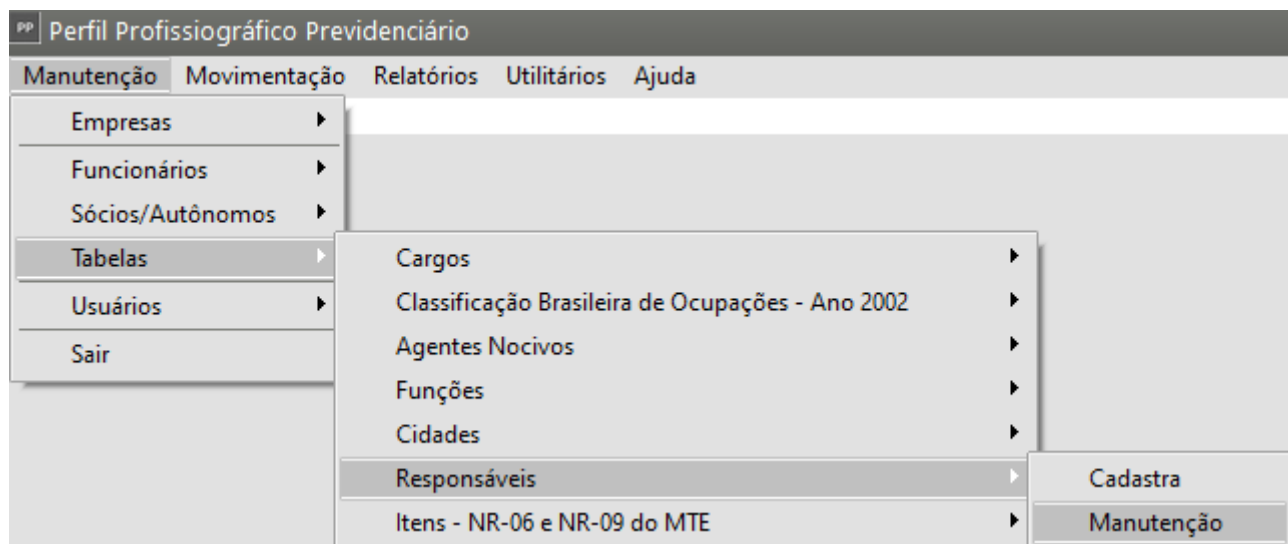 PP Perfil Profissiográfico Previdenciário
Manutenção Movimentação Relatórios Utilitários Ajuda
Empresas
Funcionários
Sócios/Autônomos
Tabelas
Usuários
Sair
Cargos
Classificação Brasileira de Ocupações - Ano 2002
Agentes Nocivos
Funções
Cidades
Responsáveis
Itens - NR-06 e NR-09 do MTE
Cadastra
Manutenção